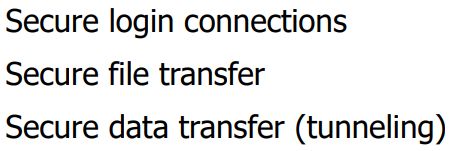 Secure login connections
Secure file transfer
Secure data transfer (tunneling)